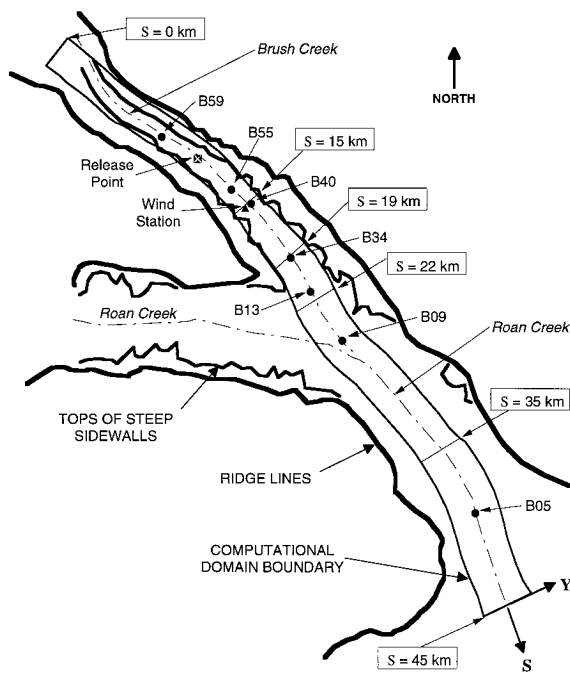 S = 0 km
Brush Creek
NORTH
B59
B55
S = 15 km
Release
Point
B40
Wind
Station
S = 19 km
B34
S = 22 km
B13
B09
Roan Creek
Roan Creek
TOPS OF STEEP
SIDEWALLS
S = 35 km
RIDGE LINES
B05
COMPUTATIONAL
DOMAIN BOUNDARY
Y
S = 45 km
S